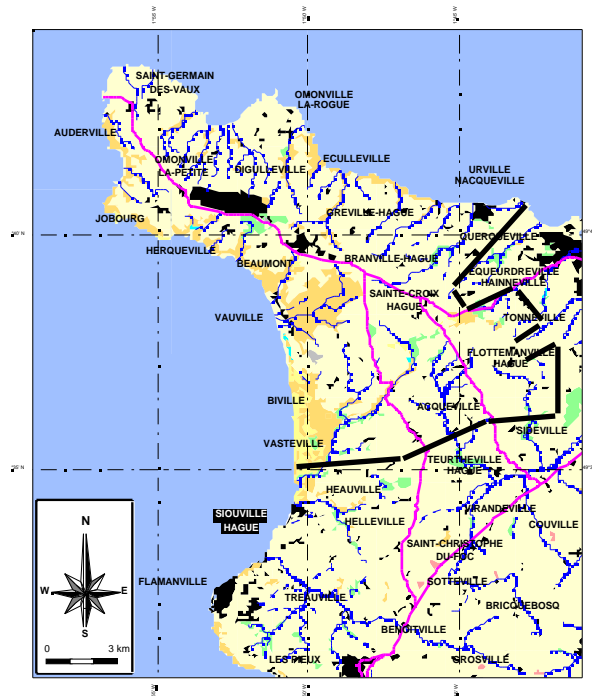 SAINT-GERMAIN
DES-VAUX
OMONVILLE
LA-ROGUE
AUDERVILLE
OMONVILLE
LA-PETITE
DIGULLEVILLE
ECULLEVILLE
URVILLE
NACQUEVILLE
JOBOURG
GREVILLE-HAGUE
QUERQUEVILLE
HERQUEVILLE
BEAUMONT
BRANVILLE-HAGUE
EQUEURDREVILLE
HAINNEVILLE
SAINTE-CROIX
HAGUE
VAUVILLE
TONNEVILLE
FLOTTEMANVILLE
HAGUE
BIVILLE
ACQUEVILLE
SIDEVILLE
VASTEVILLE
TEURTHEVILLE
HAGUE
HEAUVILLE
VIRANDEVILLE
SIOUVILLE
HAGUE
HELLEVILLE
COUVILLE
SAINT-CHRISTOPHE
DU-FOC
FLAMANVILLE
SOTTEVILLE
TREAUVILLE
BRICQUEBOSQ
BENOITVILLE
LES PIEUX
GROSVILLE
N
W
E
S
0 3 km